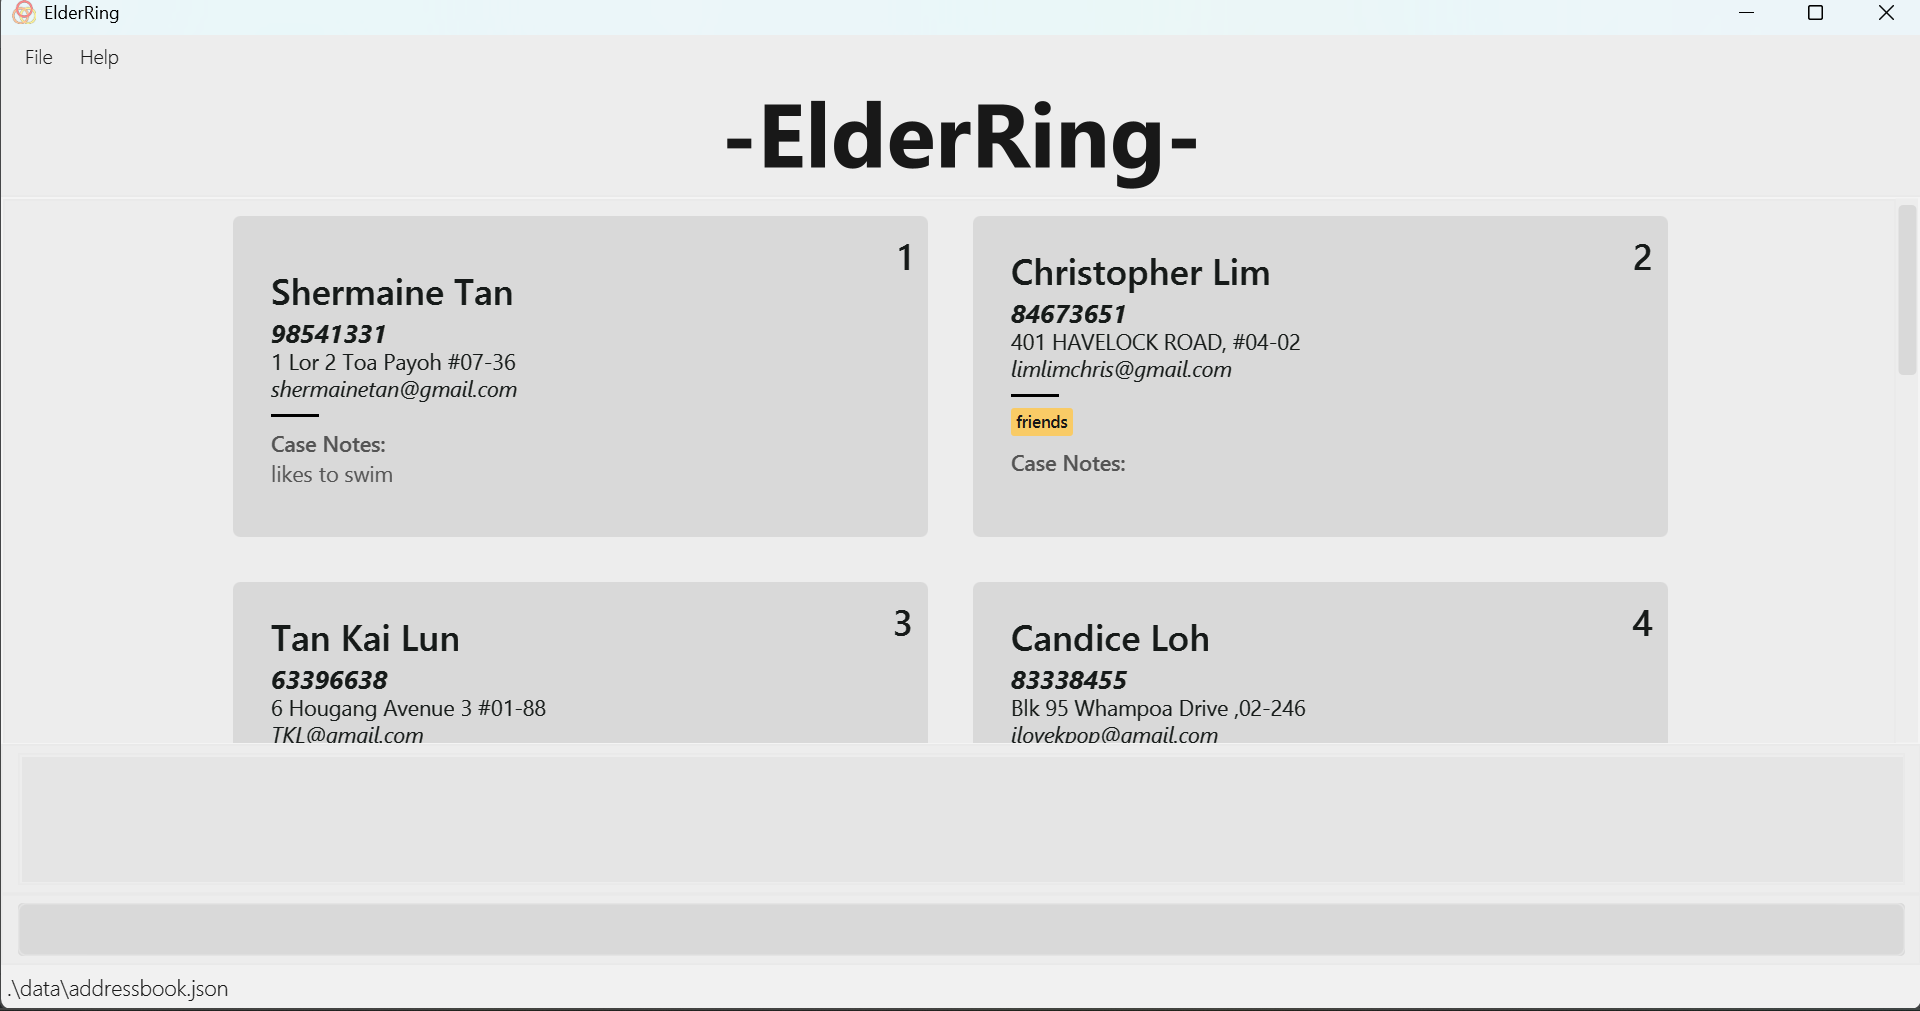 ElderRing
File Help
-ElderRing-
1
Shermaine Tan
98541331
1 Lor 2 Toa Payoh #07-36
shermainetan@gmail.com
Case Notes:
likes to swim
2
Christopher Lim
84673651
401 HAVELOCK ROAD, #04-02
limlimchris@gmail.com
friends
Case Notes:
3
Tan Kai Lun
63396638
6 Hougang Avenue 3 #01-88
TKL@gmail.com
4
Candice Loh
83338455
Blk 95 Whampoa Drive ,02-246
ilovekpop@gmail.com
.\data\addressbook.json